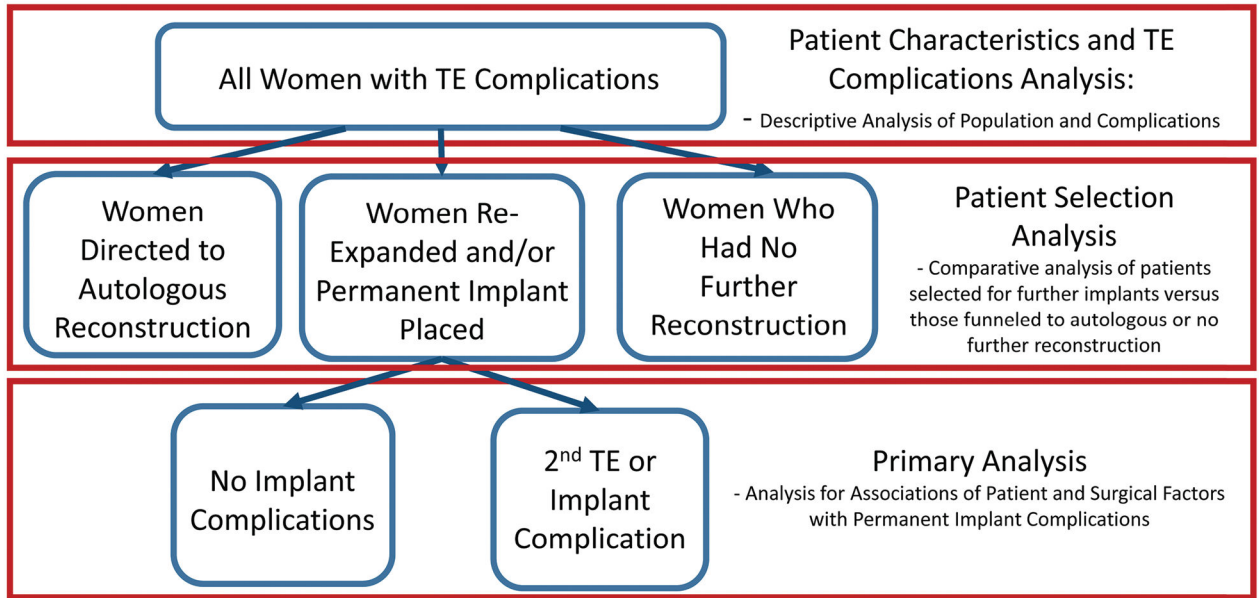 All Women with TE Complications
Patient Characteristics and TE
Complications Analysis:
- Descriptive Analysis of Population and Complications
Women
Directed to
Autologous
Reconstruction
Women Re-
Expanded and/or
Permanent Implant
Placed
Women Who
Had No
Further
Reconstruction
Patient Selection
Analysis
- Comparative analysis of patients
selected for further implants versus
those funneled to autologous or no
further reconstruction
No Implant
Complications
2nd TE or
Implant
Complication
Primary Analysis
- Analysis for Associations of Patient and Surgical Factors
with Permanent Implant Complications